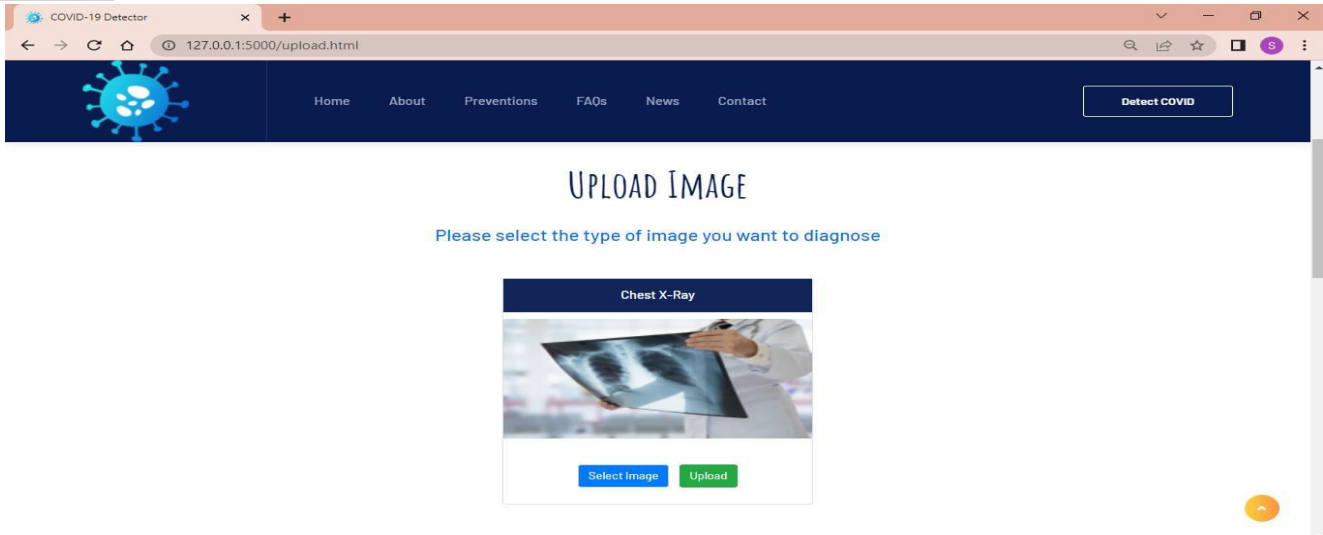 COVID-19 Detector
127.0.0.1:5000/upload.html
S
Home About Preventions FAQs News Contact Detect COVID
UPLOAD IMAGE
Please select the type of image you want to diagnose
Chest X-Ray
Select Image Upload